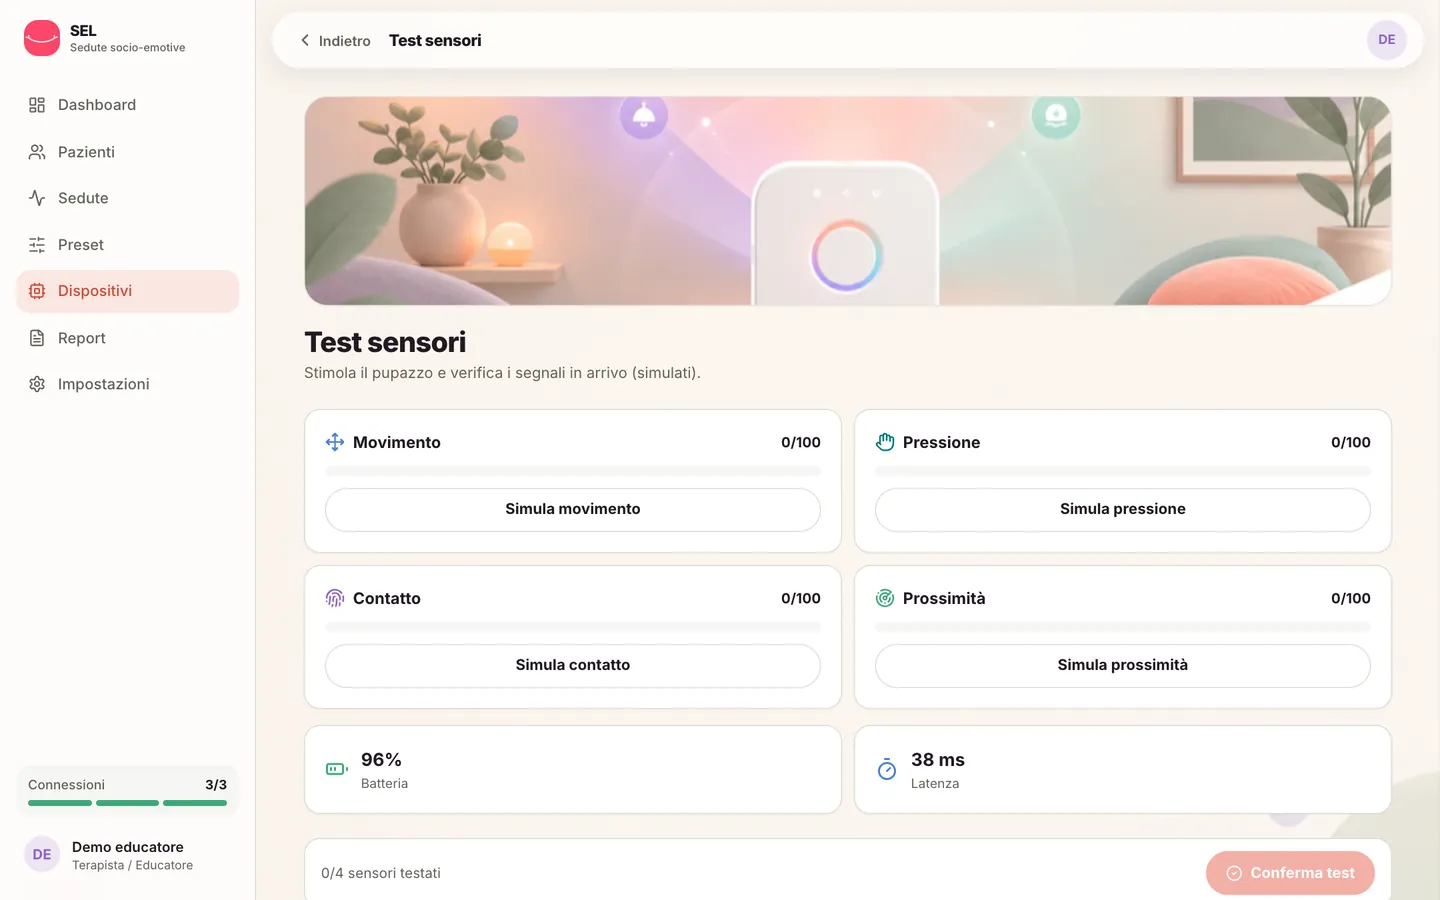 SEL
Sedute socio-emotive
Dashboard
Pazienti
Sedute
Preset
Dispositivi
Report
Impostazioni
Connessioni 3/3
DE
Demo educatore
Terapista / Educatore
Indietro Test sensori DE
Test sensori
Stimola il pupazzo e verifica i segnali in arrivo (simulati).
Movimento 0/100
Simula movimento
Pressione 0/100
Simula pressione
Contatto 0/100
Simula contatto
Prossimità 0/100
Simula prossimità
96%
Batteria
38 ms
Latenza
0/4 sensori testati
Conferma test